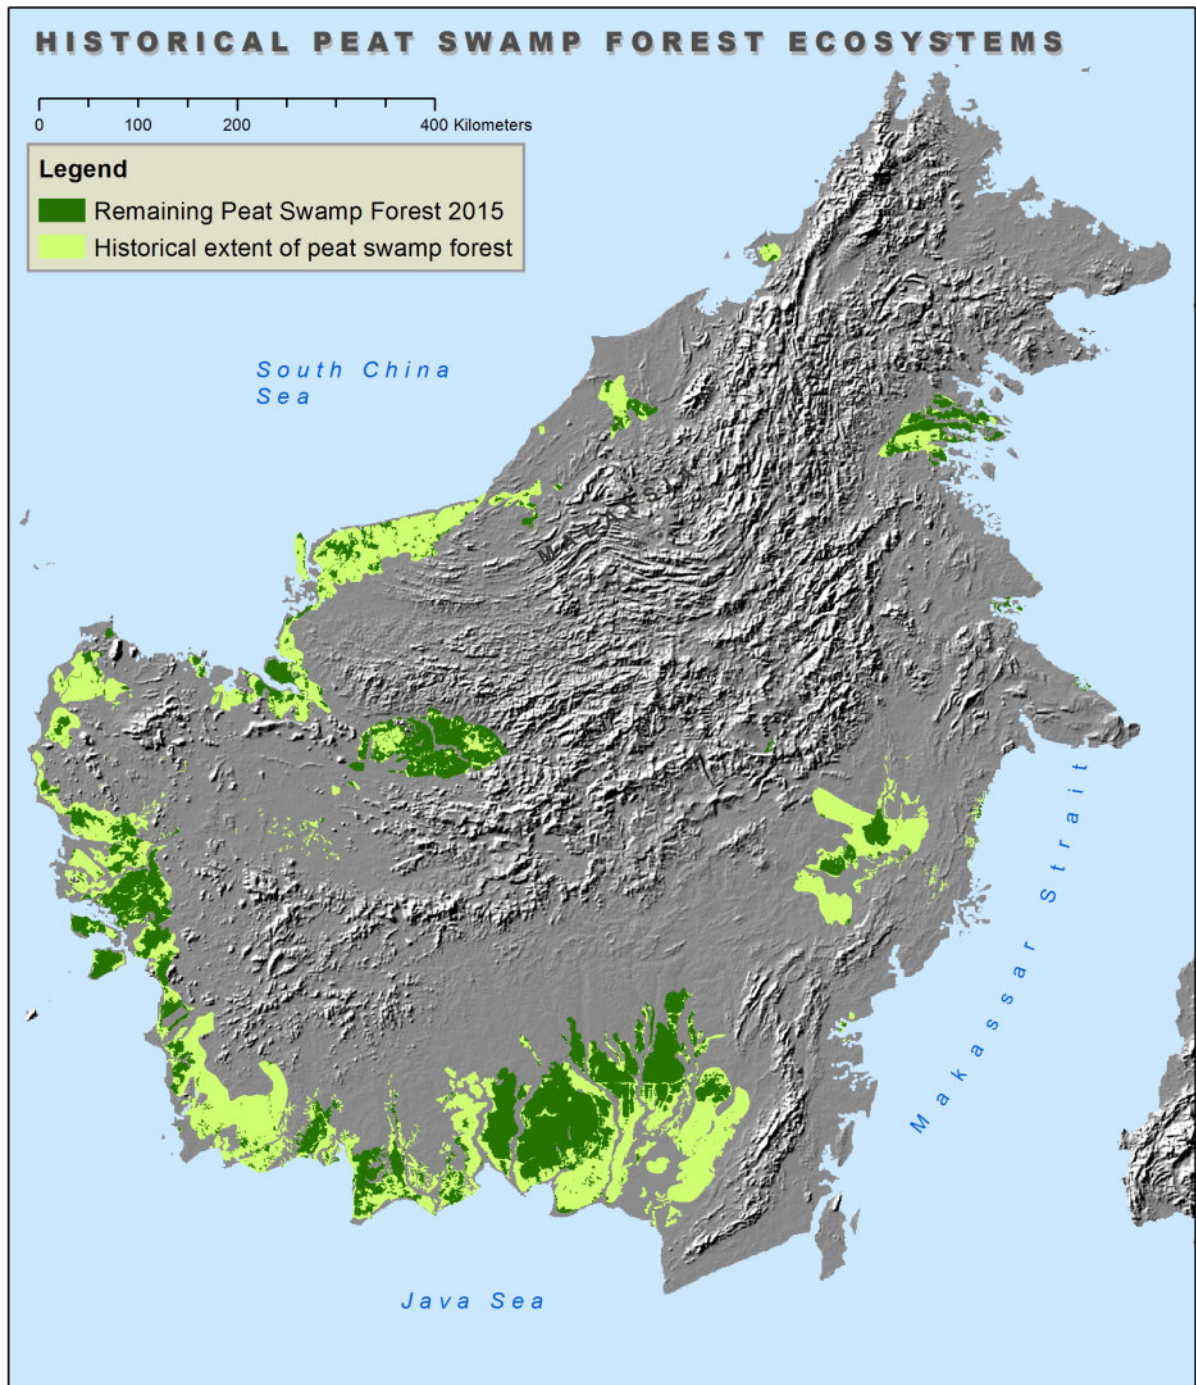 HISTORICAL PEAT SWAMP FOREST ECOSYSTEMS
0 100 200 400 Kilometers
Legend
Remaining Peat Swamp Forest 2015
Historical extent of peat swamp forest
South China
Sea
MALAYSIA
Makassar Strait
Java Sea